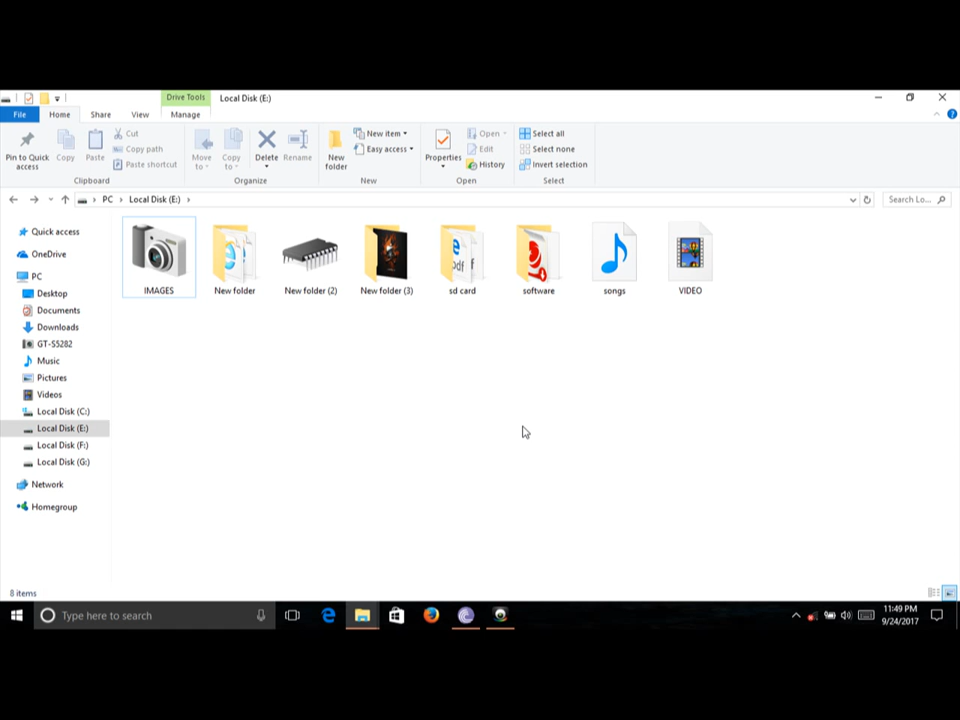 Drive Tools Local Disk (E:)
File Home Share View Manage
Pin to Quick access
Copy
Paste
Cut
Copy path
Paste shortcut
Clipboard
Move to
Copy to
Delete
Rename
Organize
New folder
New item
Easy access
New
Properties
Open
Edit
History
Open
Select all
Select none
Invert selection
Select
PC Local Disk (E:)
Search Lo...
Quick access
OneDrive
PC
Desktop
Documents
Downloads
GT-S5282
Music
Pictures
Videos
Local Disk (C:)
Local Disk (E:)
Local Disk (F:)
Local Disk (G:)
Network
Homegroup
IMAGES
New folder
New folder (2)
New folder (3)
pdf
sd card
software
songs
VIDEO
8 items
Type here to search
11:49 PM
9/24/2017